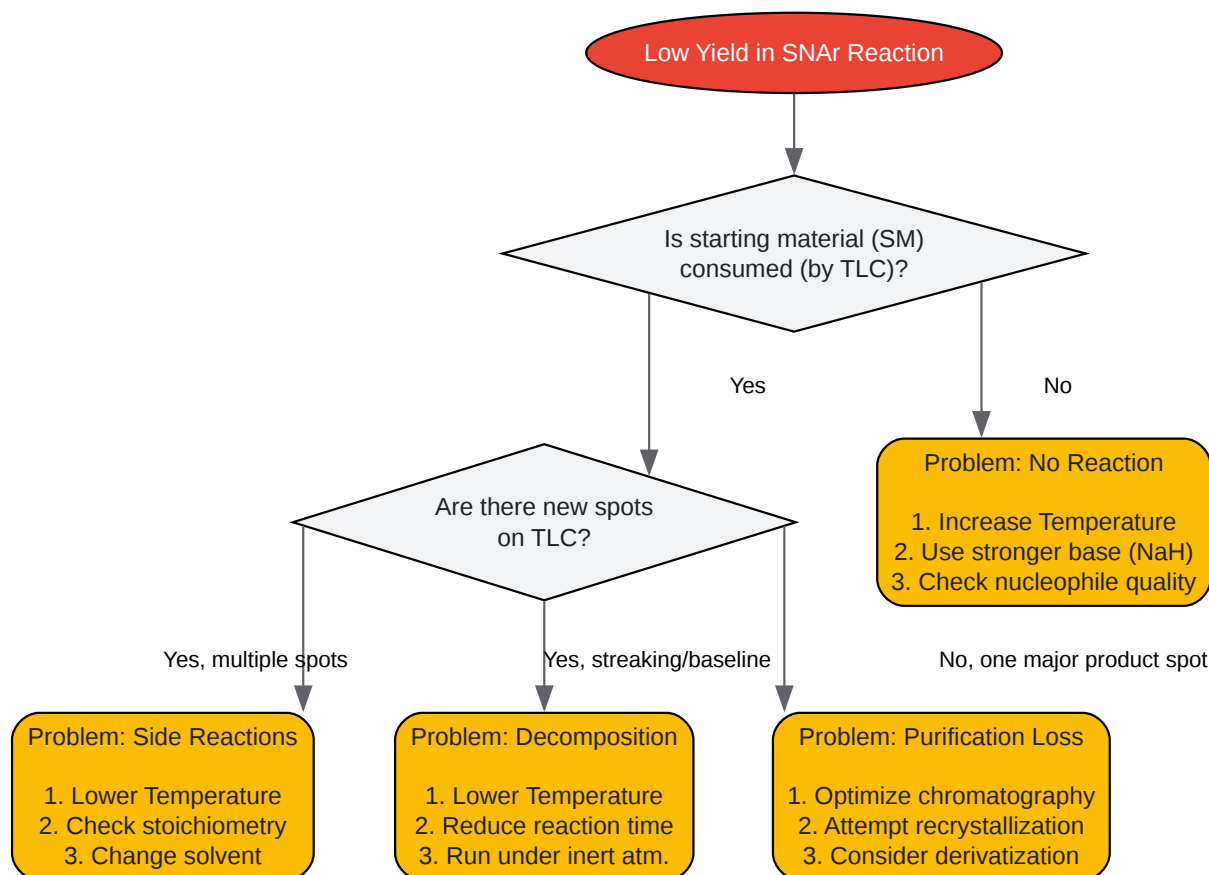 Low Yield in SNAr Reaction
Is starting material (SM)
consumed (by TLC)?
Yes
No
Are there new spots
on TLC?
Problem: No Reaction
1. Increase Temperature
2. Use stronger base (NaH)
3. Check nucleophile quality
Yes, multiple spots
Yes, streaking/baseline
No, one major product spot
Problem: Side Reactions
1. Lower Temperature
2. Check stoichiometry
3. Change solvent
Problem: Decomposition
1. Lower Temperature
2. Reduce reaction time
3. Run under inert atm.
Problem: Purification Loss
1. Optimize chromatography
2. Attempt recrystallization
3. Consider derivatization